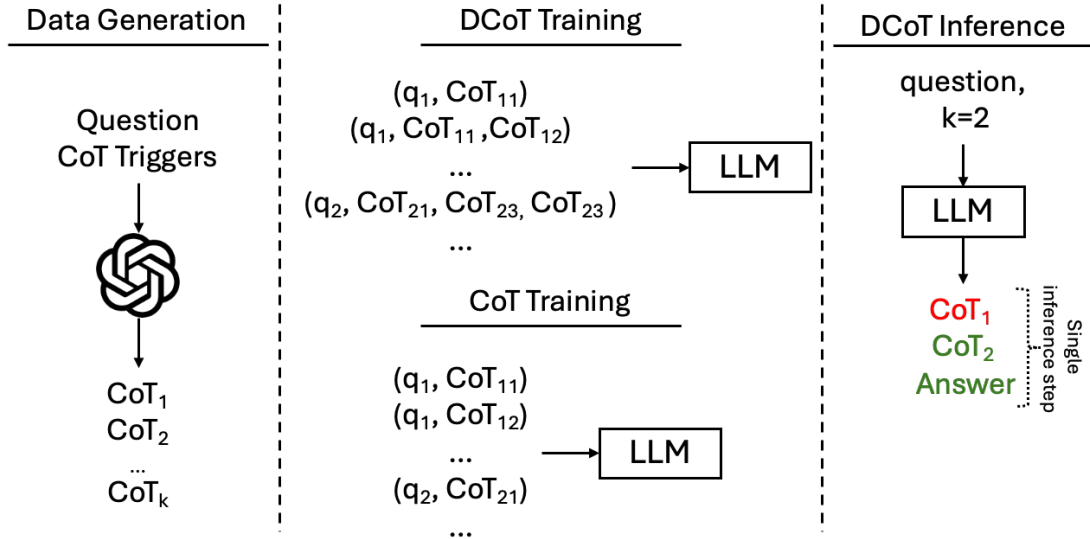 Data Generation
Question
CoT Triggers
CoT₁
CoT₂
...
CoTₖ
DCoT Training
(q₁, CoT₁₁)
(q₁, CoT₁₁ ,CoT₁₂)
...
(q₂, CoT₂₁, CoT₂₃, CoT₂₃ )
...
LLM
CoT Training
(q₁, CoT₁₁)
(q₁, CoT₁₂)
...
(q₂, CoT₂₁)
...
LLM
DCoT Inference
question,
k=2
LLM
CoT₁
CoT₂
Answer
Single
inference step